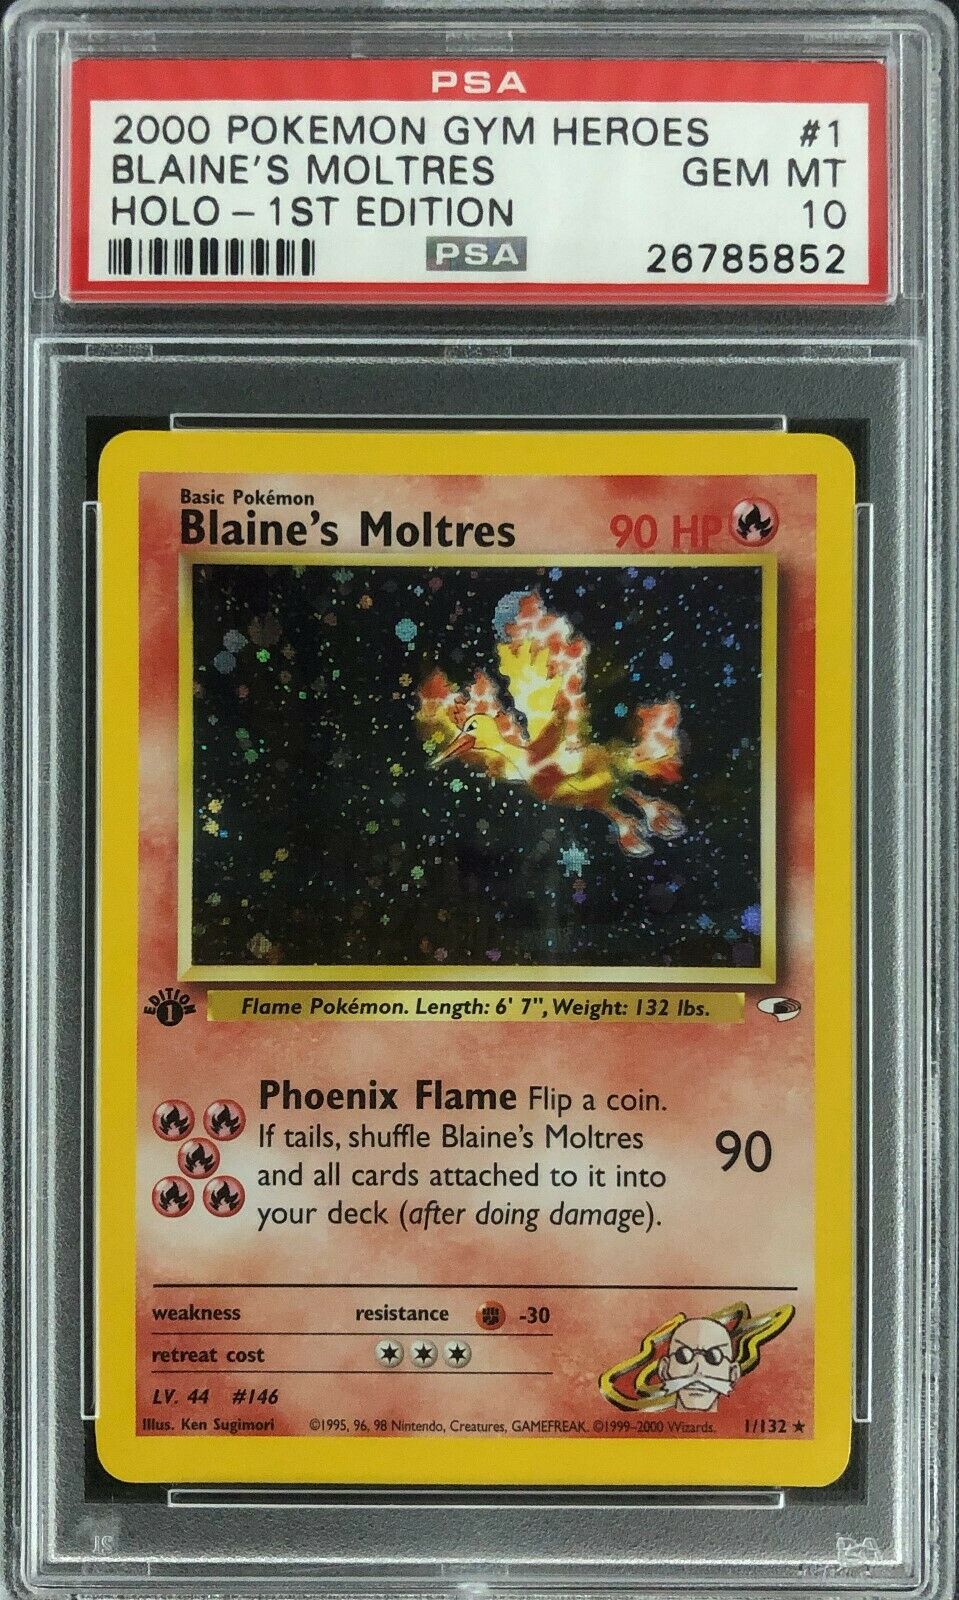 PSA
2000 POKEMON GYM HEROES #1
BLAINE'S MOLTRES GEM MT
HOLO - 1ST EDITION 10
PSA 26785852
Basic Pokémon
Blaine's Moltres 90 HP
EDITION 1
Flame Pokémon. Length: 6' 7", Weight: 132 lbs.
Phoenix Flame Flip a coin.
If tails, shuffle Blaine's Moltres
and all cards attached to it into
your deck (after doing damage).
90
weakness resistance -30
retreat cost
LV. 44 #146
Illus. Ken Sugimori ©1995, 96, 98 Nintendo, Creatures, GAMEFREAK. ©1999-2000 Wizards. 1/132 ★